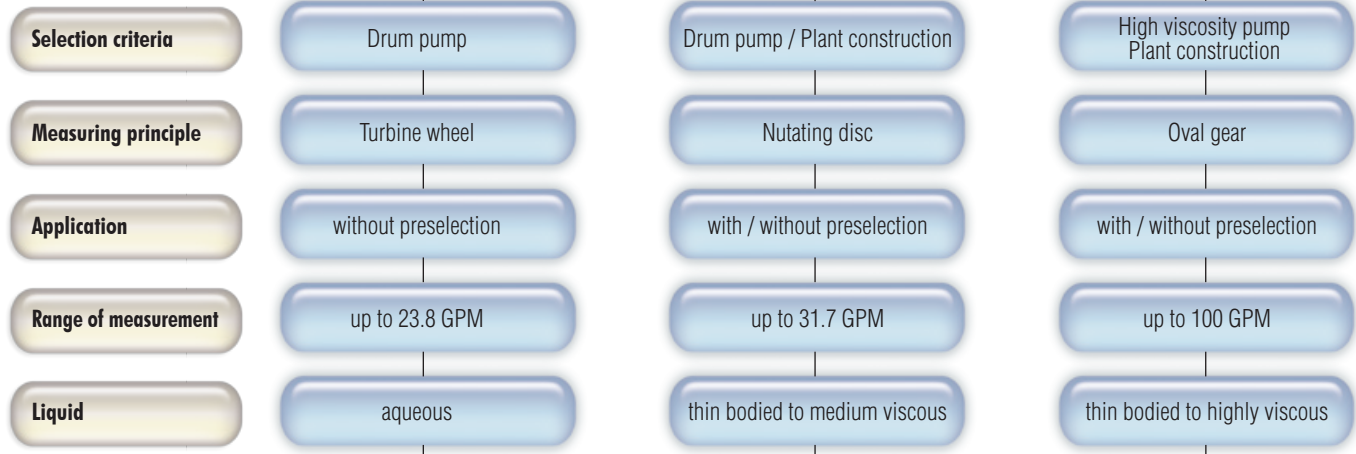 Selection criteria
Drum pump
Drum pump / Plant construction
High viscosity pump
Plant construction
Measuring principle
Turbine wheel
Nutating disc
Oval gear
Application
without preselection
with / without preselection
with / without preselection
Range of measurement
up to 23.8 GPM
up to 31.7 GPM
up to 100 GPM
Liquid
aqueous
thin bodied to medium viscous
thin bodied to highly viscous